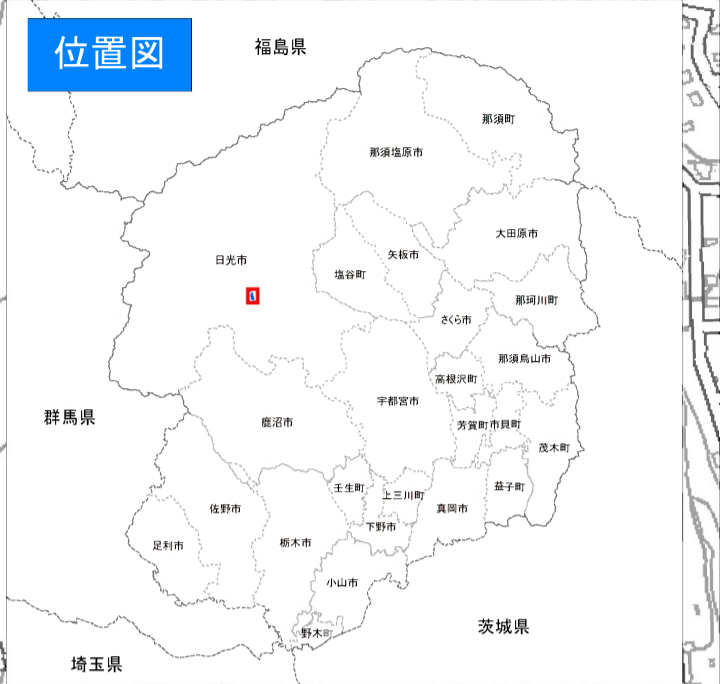 位置図
福島県
那須町
那須塩原市
大田原市
日光市
矢板市
塩谷町
那珂川町
さくら市
那須烏山市
高根沢町
宇都宮市
群馬県
鹿沼市
芳賀町
市貝町
茂木町
壬生町
上三川町
益子町
佐野市
真岡市
下野市
足利市
栃木市
小山市
野木町
茨城県
埼玉県